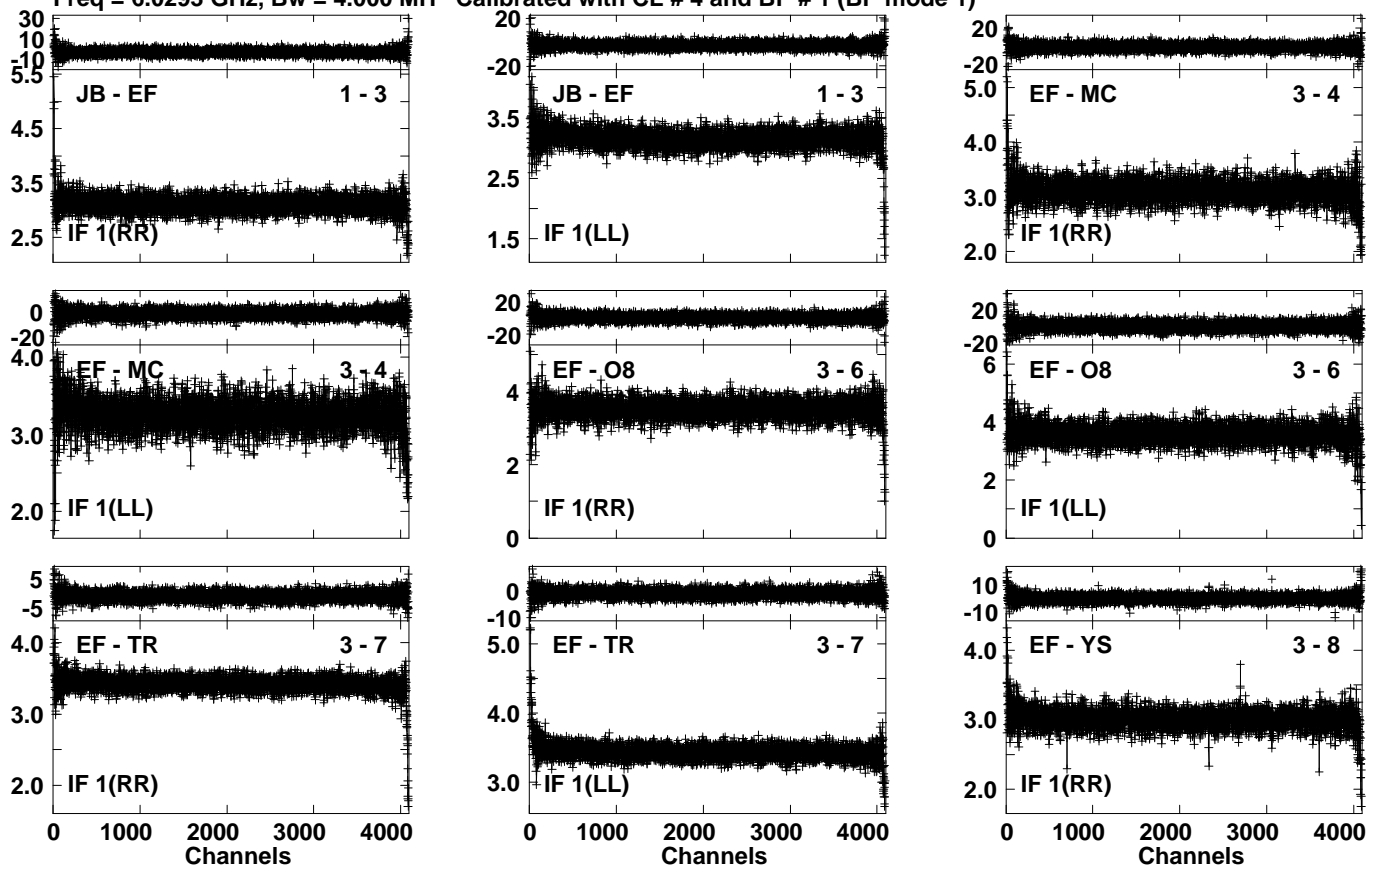 Freq = 6.0293 GHz, Bw = 4.000 MH Calibrated with CL # 4 and BP # 1 (BP mode 1)
30
10
-10
5.5
4.5
3.5
2.5
JB - EF 1 - 3
IF 1(RR)
20
-20
3.5
2.5
1.5
JB - EF 1 - 3
IF 1(LL)
20
-20
5.0
4.0
3.0
2.0
EF - MC 3 - 4
IF 1(RR)
0
-20
4.0
3.0
2.0
EF - MC 3 - 4
IF 1(LL)
20
-20
4
2
0
EF - O8 3 - 6
IF 1(RR)
20
-20
6
4
2
0
EF - O8 3 - 6
IF 1(LL)
5
-5
4.0
3.0
2.0
EF - TR 3 - 7
IF 1(RR)
0 1000 2000 3000 4000
Channels
0
-10
5.0
4.0
3.0
EF - TR 3 - 7
IF 1(LL)
0 1000 2000 3000 4000
Channels
10
-10
4.0
3.0
2.0
EF - YS 3 - 8
IF 1(RR)
0 1000 2000 3000 4000
Channels